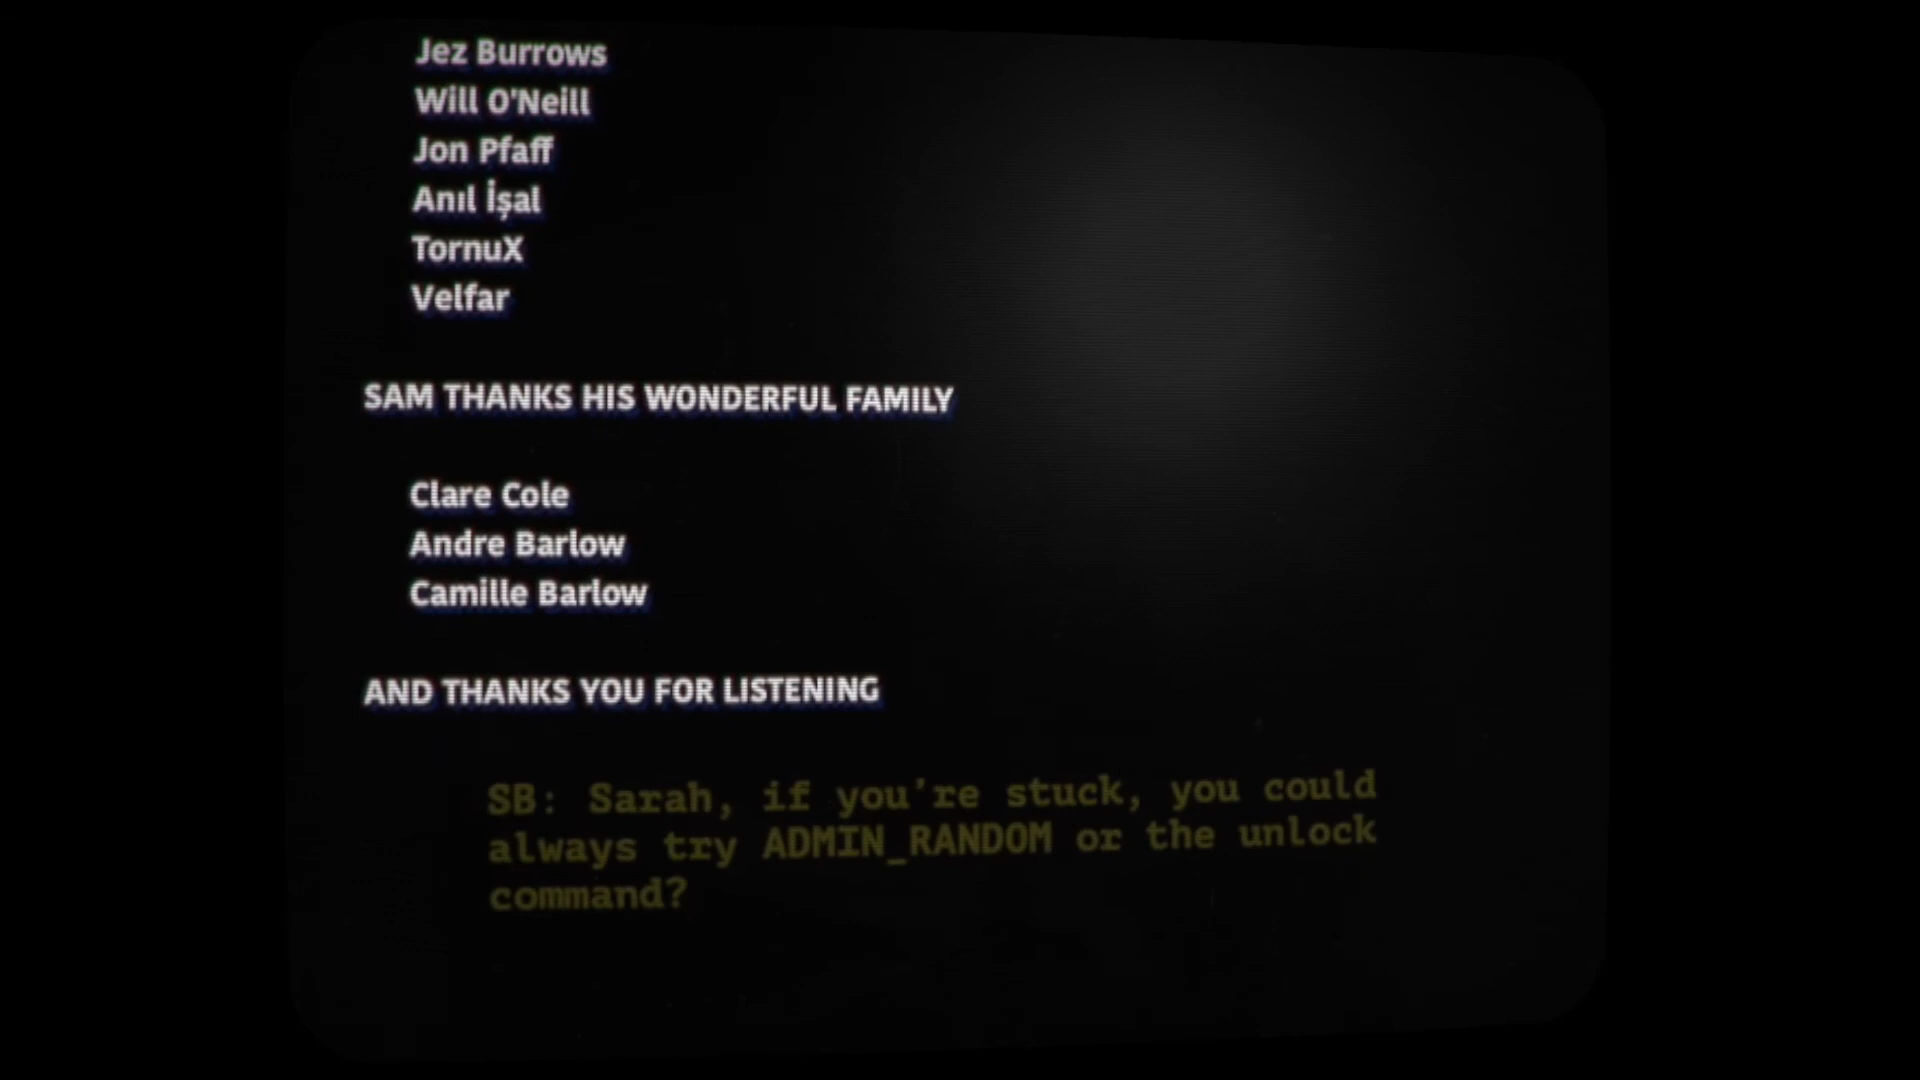 Jez Burrows
Will O'Neill
Jon Pfaff
Anıl İşal
TornuX
Velfar
SAM THANKS HIS WONDERFUL FAMILY
Clare Cole
Andre Barlow
Camille Barlow
AND THANKS YOU FOR LISTENING
SB: Sarah, if you're stuck, you could
always try ADMIN_RANDOM or the unlock
command?